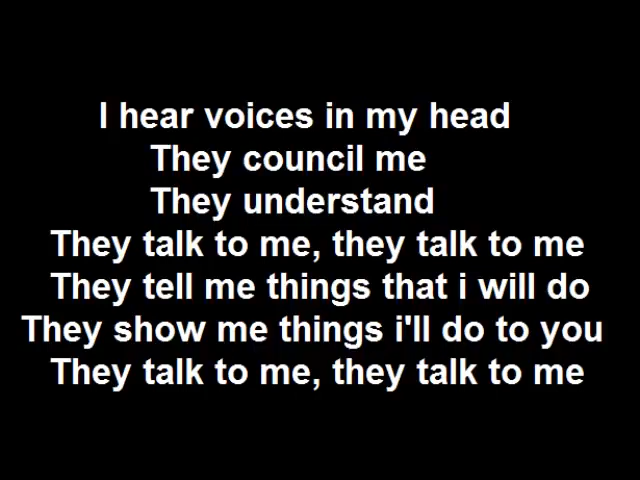 I hear voices in my head
They council me
They understand
They talk to me, they talk to me
They tell me things that i will do
They show me things i'll do to you
They talk to me, they talk to me